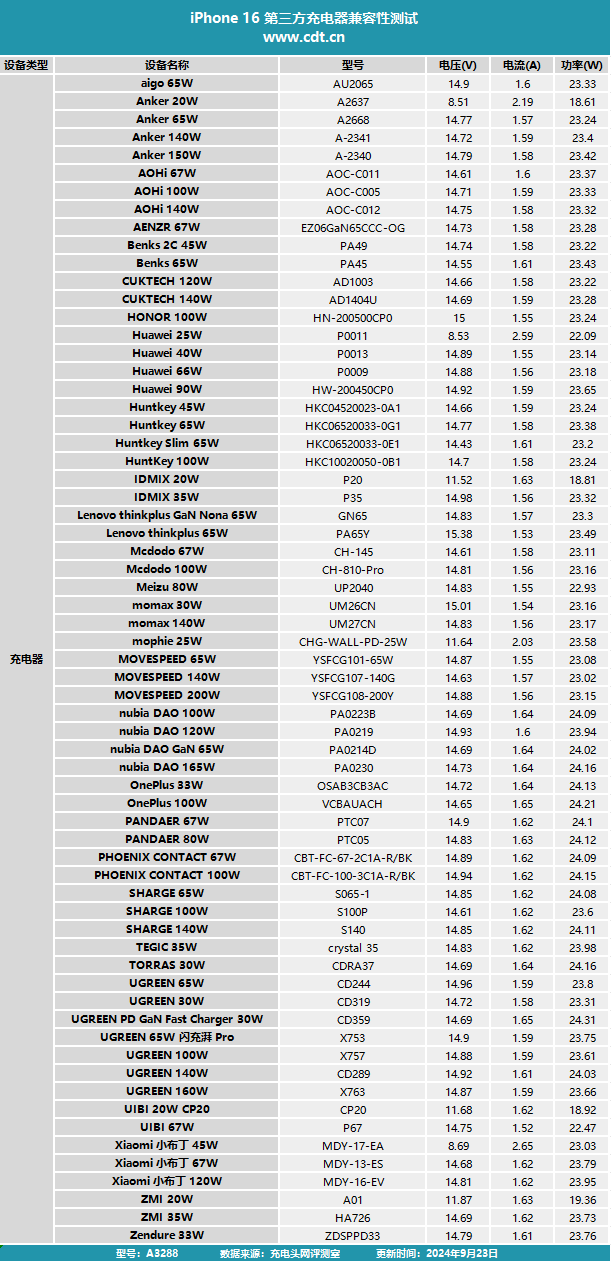 iPhone 16 第三方充电器兼容性测试
www.cdt.cn
设备类型 设备名称 型号 电压(V) 电流(A) 功率(W)
aigo 65W AU2065 14.9 1.6 23.33
Anker 20W A2637 8.51 2.19 18.61
Anker 65W A2668 14.77 1.57 23.24
Anker 140W A-2341 14.72 1.59 23.4
Anker 150W A-2340 14.79 1.58 23.42
AOHi 67W AOC-C011 14.61 1.6 23.37
AOHi 100W AOC-C005 14.71 1.59 23.33
AOHi 140W AOC-C012 14.75 1.58 23.32
AENZR 67W EZ06GaN65CCC-OG 14.73 1.58 23.28
Benks 2C 45W PA49 14.74 1.58 23.22
Benks 65W PA45 14.55 1.61 23.43
CUKTECH 120W AD1003 14.66 1.58 23.22
CUKTECH 140W AD1404U 14.69 1.59 23.28
HONOR 100W HN-200500CP0 15 1.55 23.24
Huawei 25W P0011 8.53 2.59 22.09
Huawei 40W P0013 14.89 1.55 23.14
Huawei 66W P0009 14.88 1.56 23.18
Huawei 90W HW-200450CP0 14.92 1.59 23.65
Huntkey 45W HKC04520023-0A1 14.66 1.59 23.24
Huntkey 65W HKC06520033-0G1 14.77 1.58 23.38
Huntkey Slim 65W HKC06520033-0E1 14.43 1.61 23.2
HuntKey 100W HKC10020050-0B1 14.7 1.58 23.24
IDMIX 20W P20 11.52 1.63 18.81
IDMIX 35W P35 14.98 1.56 23.32
Lenovo thinkplus GaN Nona 65W GN65 14.83 1.57 23.3
Lenovo thinkplus 65W PA65Y 15.38 1.53 23.49
Mcdodo 67W CH-145 14.61 1.58 23.11
Mcdodo 100W CH-810-Pro 14.81 1.56 23.16
Meizu 80W UP2040 14.83 1.55 22.93
momax 30W UM26CN 15.01 1.54 23.16
momax 140W UM27CN 14.83 1.56 23.17
mophie 25W CHG-WALL-PD-25W 11.64 2.03 23.58
充电器 MOVESPEED 65W YSFCG101-65W 14.87 1.55 23.08
MOVESPEED 140W YSFCG107-140G 14.63 1.57 23.02
MOVESPEED 200W YSFCG108-200Y 14.88 1.56 23.15
nubia DAO 100W PA0223B 14.69 1.64 24.09
nubia DAO 120W PA0219 14.93 1.6 23.94
nubia DAO GaN 65W PA0214D 14.69 1.64 24.02
nubia DAO 165W PA0230 14.73 1.64 24.16
OnePlus 33W OSAB3CB3AC 14.72 1.64 24.13
OnePlus 100W VCBAUACH 14.65 1.65 24.21
PANDAER 67W PTC07 14.9 1.62 24.1
PANDAER 80W PTC05 14.83 1.63 24.12
PHOENIX CONTACT 67W CBT-FC-67-2C1A-R/BK 14.89 1.62 24.09
PHOENIX CONTACT 100W CBT-FC-100-3C1A-R/BK 14.94 1.62 24.15
SHARGE 65W S065-1 14.85 1.62 24.08
SHARGE 100W S100P 14.61 1.62 23.6
SHARGE 140W S140 14.85 1.62 24.11
TEGIC 35W crystal 35 14.83 1.62 23.98
TORRAS 30W CDRA37 14.69 1.64 24.16
UGREEN 65W CD244 14.96 1.59 23.8
UGREEN 30W CD319 14.72 1.58 23.31
UGREEN PD GaN Fast Charger 30W CD359 14.69 1.65 24.31
UGREEN 65W 闪充湃 Pro X753 14.9 1.59 23.75
UGREEN 100W X757 14.88 1.59 23.61
UGREEN 140W CD289 14.92 1.61 24.03
UGREEN 160W X763 14.87 1.59 23.66
UIBI 20W CP20 CP20 11.68 1.62 18.92
UIBI 67W P67 14.75 1.52 22.47
Xiaomi 小布丁 45W MDY-17-EA 8.69 2.65 23.03
Xiaomi 小布丁 67W MDY-13-ES 14.68 1.62 23.79
Xiaomi 小布丁 120W MDY-16-EV 14.81 1.62 23.95
ZMI 20W A01 11.87 1.63 19.36
ZMI 35W HA726 14.69 1.62 23.73
Zendure 33W ZDSPPD33 14.79 1.61 23.76
型号：A3288 数据来源：充电头网评测室 更新时间：2024年9月23日